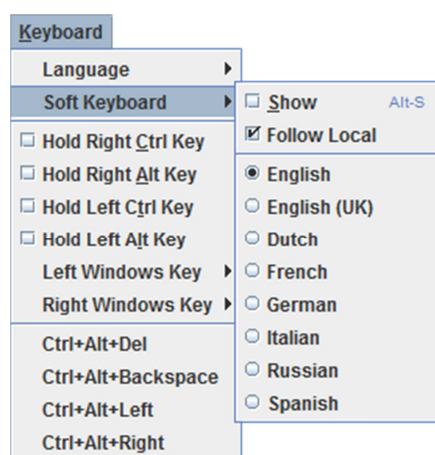 Keyboard
Language
Soft Keyboard
Hold Right Ctrl Key
Hold Right Alt Key
Hold Left Ctrl Key
Hold Left Alt Key
Left Windows Key
Right Windows Key
Ctrl+Alt+Del
Ctrl+Alt+Backspace
Ctrl+Alt+Left
Ctrl+Alt+Right
Show Alt-S
Follow Local
English
English (UK)
Dutch
French
German
Italian
Russian
Spanish